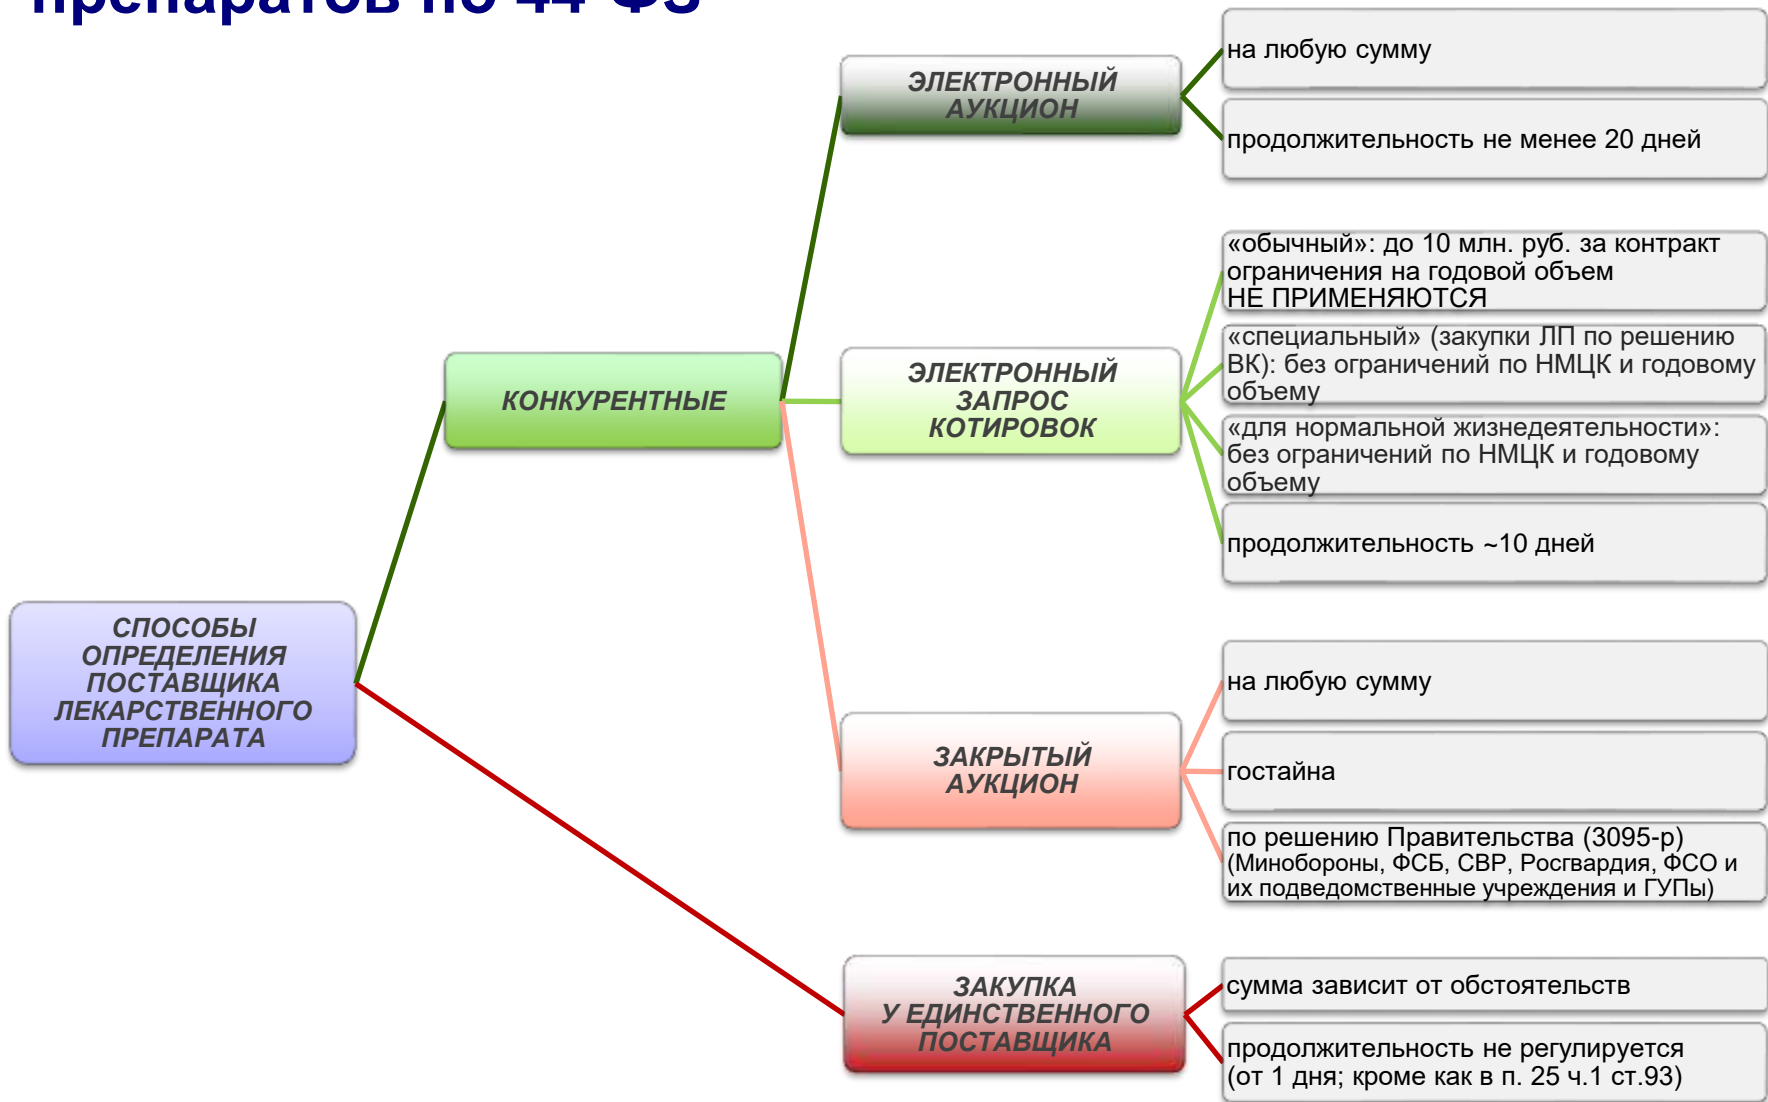 препаратов по 44-ФЗ
СПОСОБЫ
ОПРЕДЕЛЕНИЯ
ПОСТАВЩИКА
ЛЕКАРСТВЕННОГО
ПРЕПАРАТА
КОНКУРЕНТНЫЕ
ЭЛЕКТРОННЫЙ
АУКЦИОН
на любую сумму
продолжительность не менее 20 дней
ЭЛЕКТРОННЫЙ
ЗАПРОС
КОТИРОВОК
«обычный»: до 10 млн. руб. за контракт
ограничения на годовой объем
НЕ ПРИМЕНЯЮТСЯ
«специальный» (закупки ЛП по решению
ВК): без ограничений по НМЦК и годовому
объему
«для нормальной жизнедеятельности»:
без ограничений по НМЦК и годовому
объему
продолжительность ~10 дней
ЗАКРЫТЫЙ
АУКЦИОН
на любую сумму
гостайна
по решению Правительства (3095-р)
(Минобороны, ФСБ, СВР, Росгвардия, ФСО и
их подведомственные учреждения и ГУПы)
ЗАКУПКА
У ЕДИНСТВЕННОГО
ПОСТАВЩИКА
сумма зависит от обстоятельств
продолжительность не регулируется
(от 1 дня; кроме как в п. 25 ч.1 ст.93)